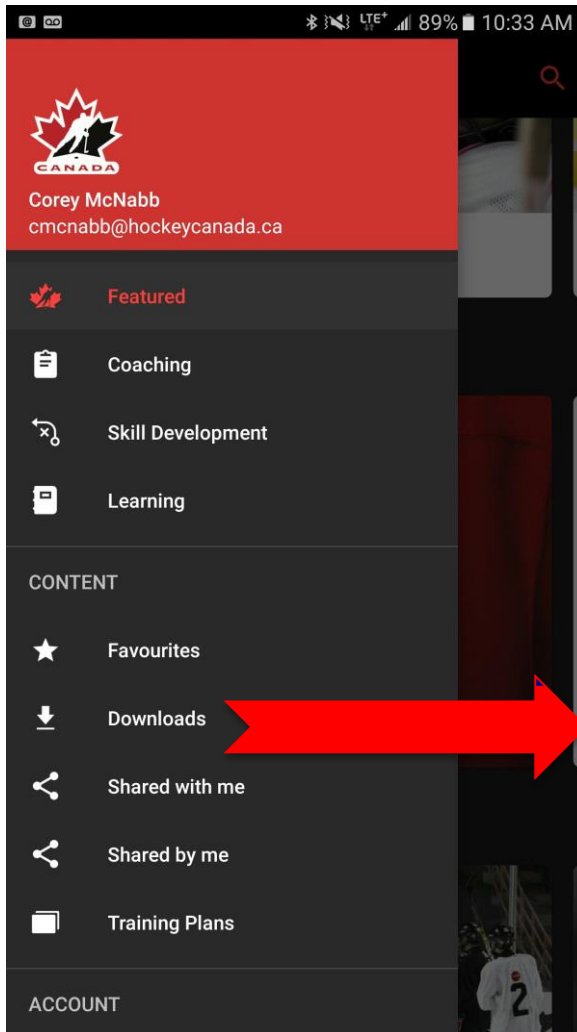 LTE+ 89% 10:33 AM
CANADA
Corey McNabb
cmcnabb@hockeycanada.ca
Featured
Coaching
Skill Development
Learning
CONTENT
Favourites
Downloads
Shared with me
Shared by me
Training Plans
2
ACCOUNT